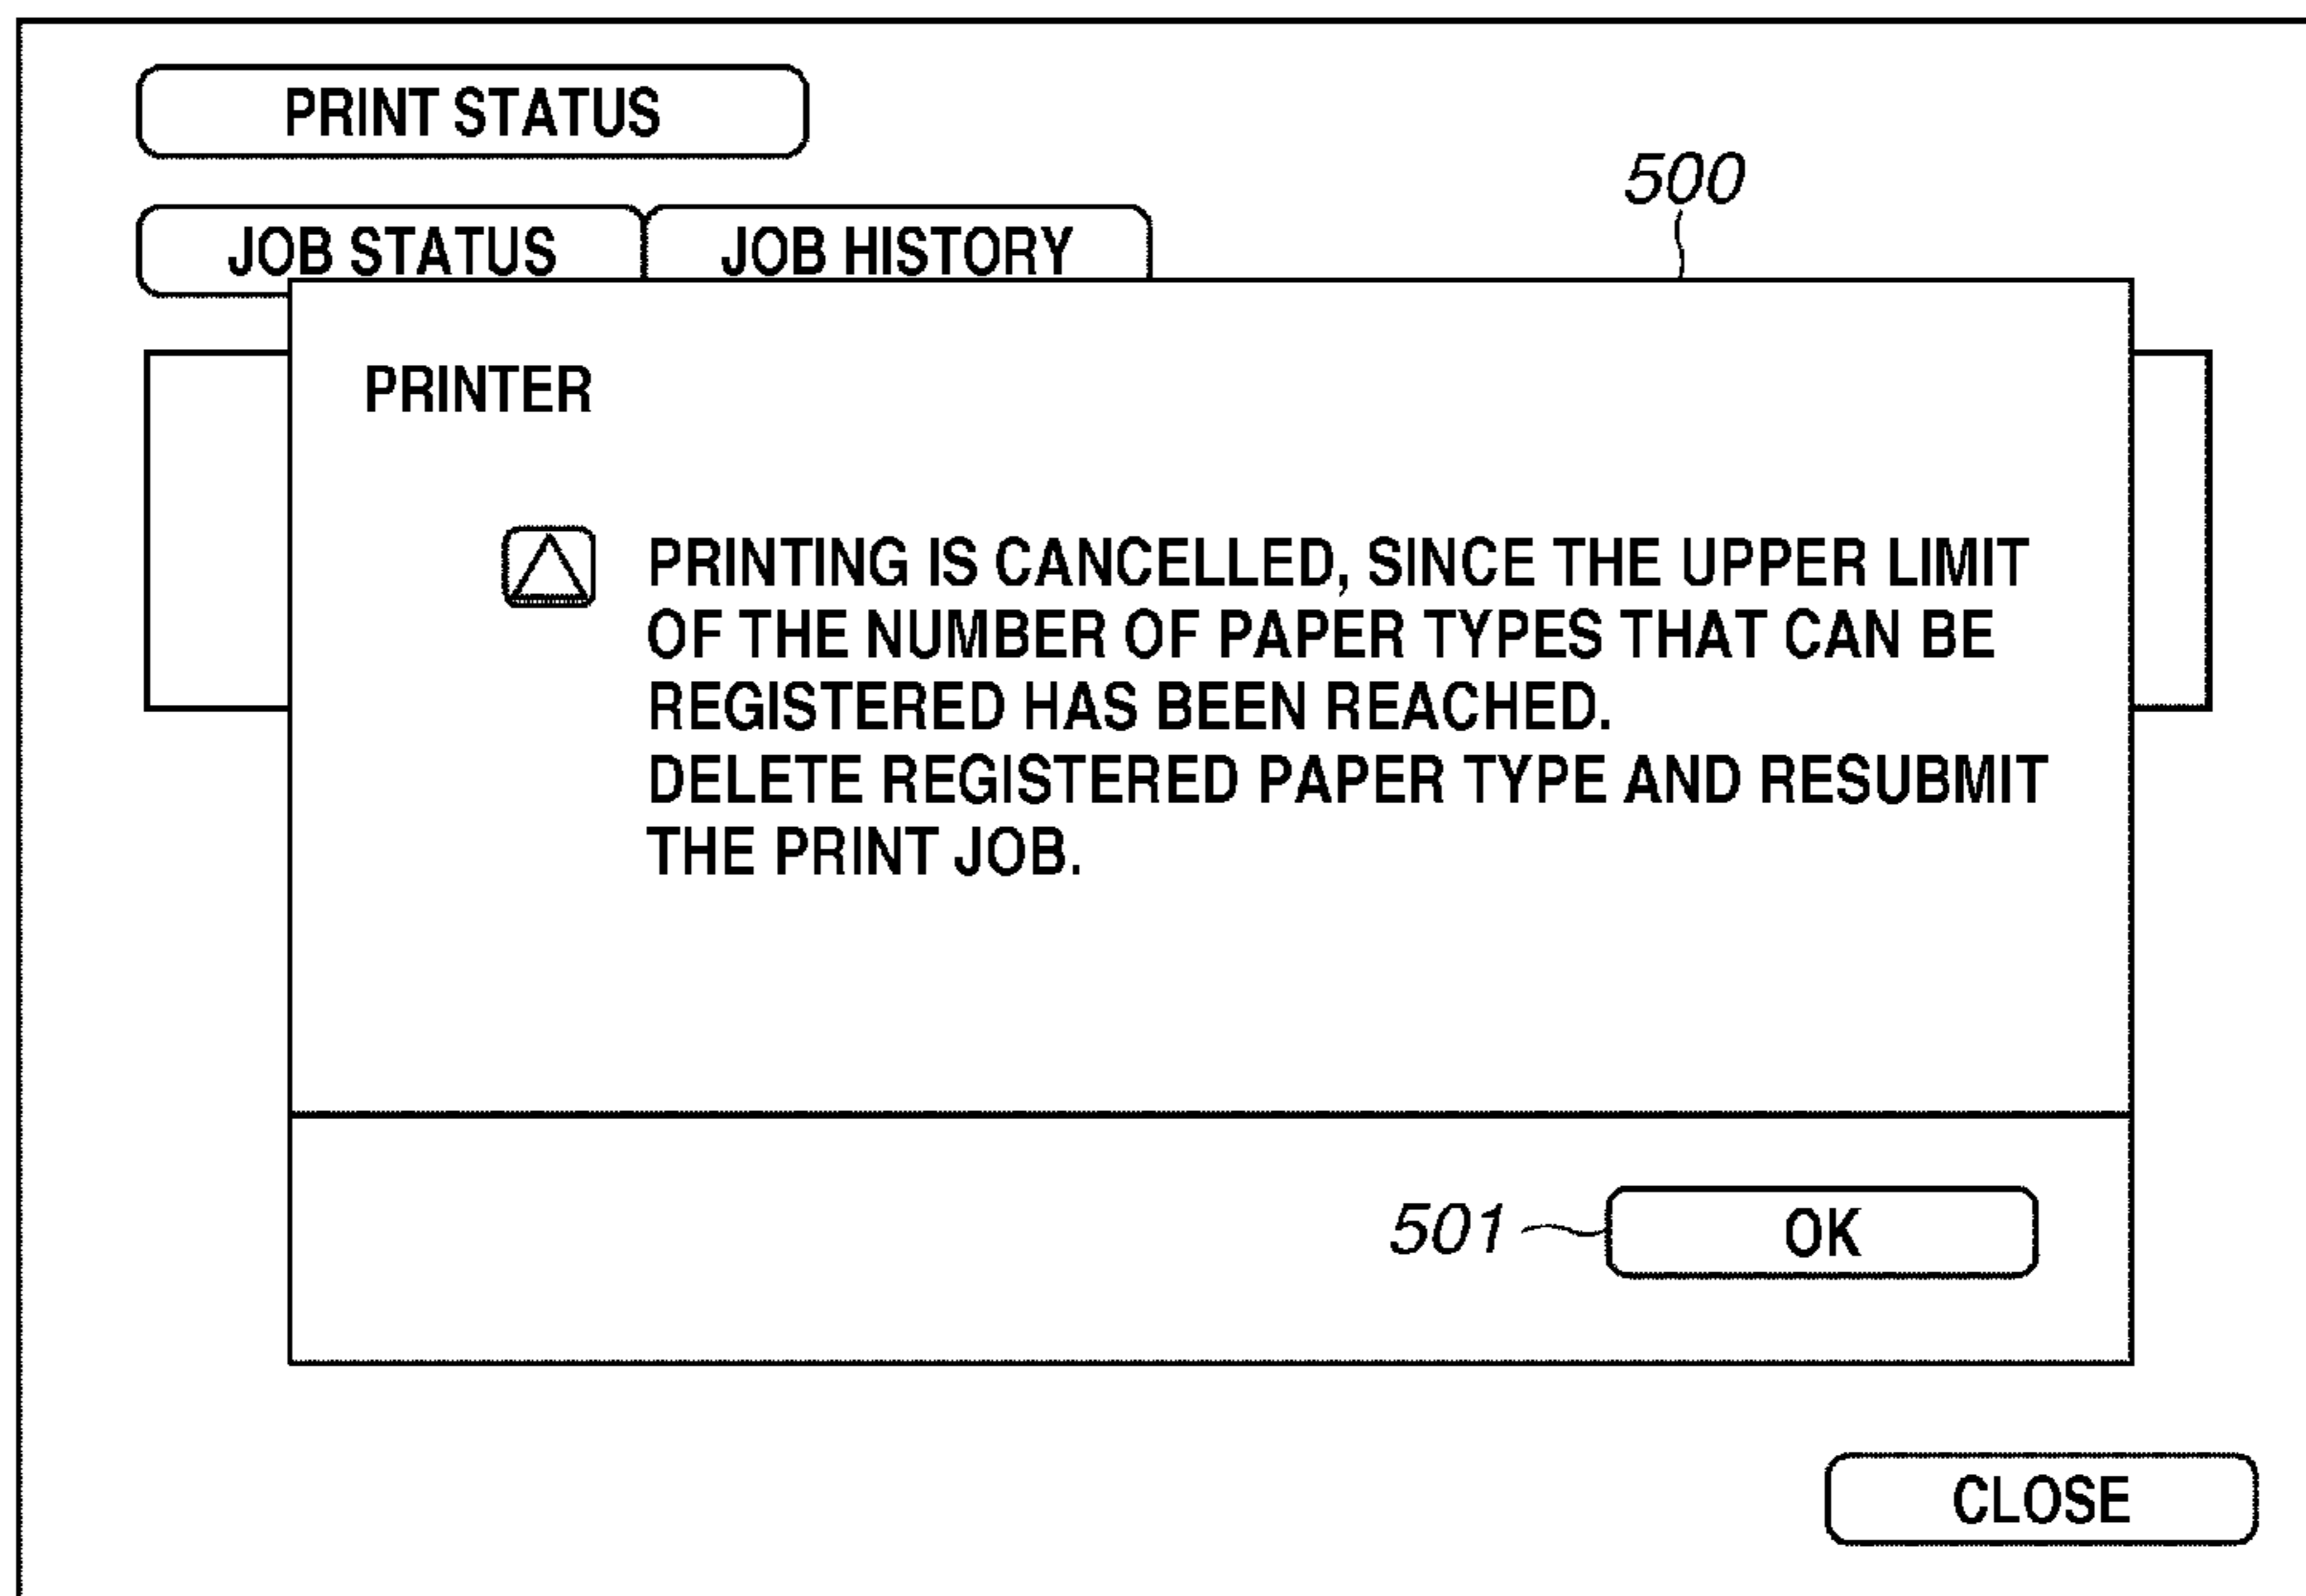 PRINT STATUS
500
JOB STATUS JOB HISTORY
PRINTER
PRINTING IS CANCELLED, SINCE THE UPPER LIMIT
OF THE NUMBER OF PAPER TYPES THAT CAN BE
REGISTERED HAS BEEN REACHED.
DELETE REGISTERED PAPER TYPE AND RESUBMIT
THE PRINT JOB.
501 OK
CLOSE